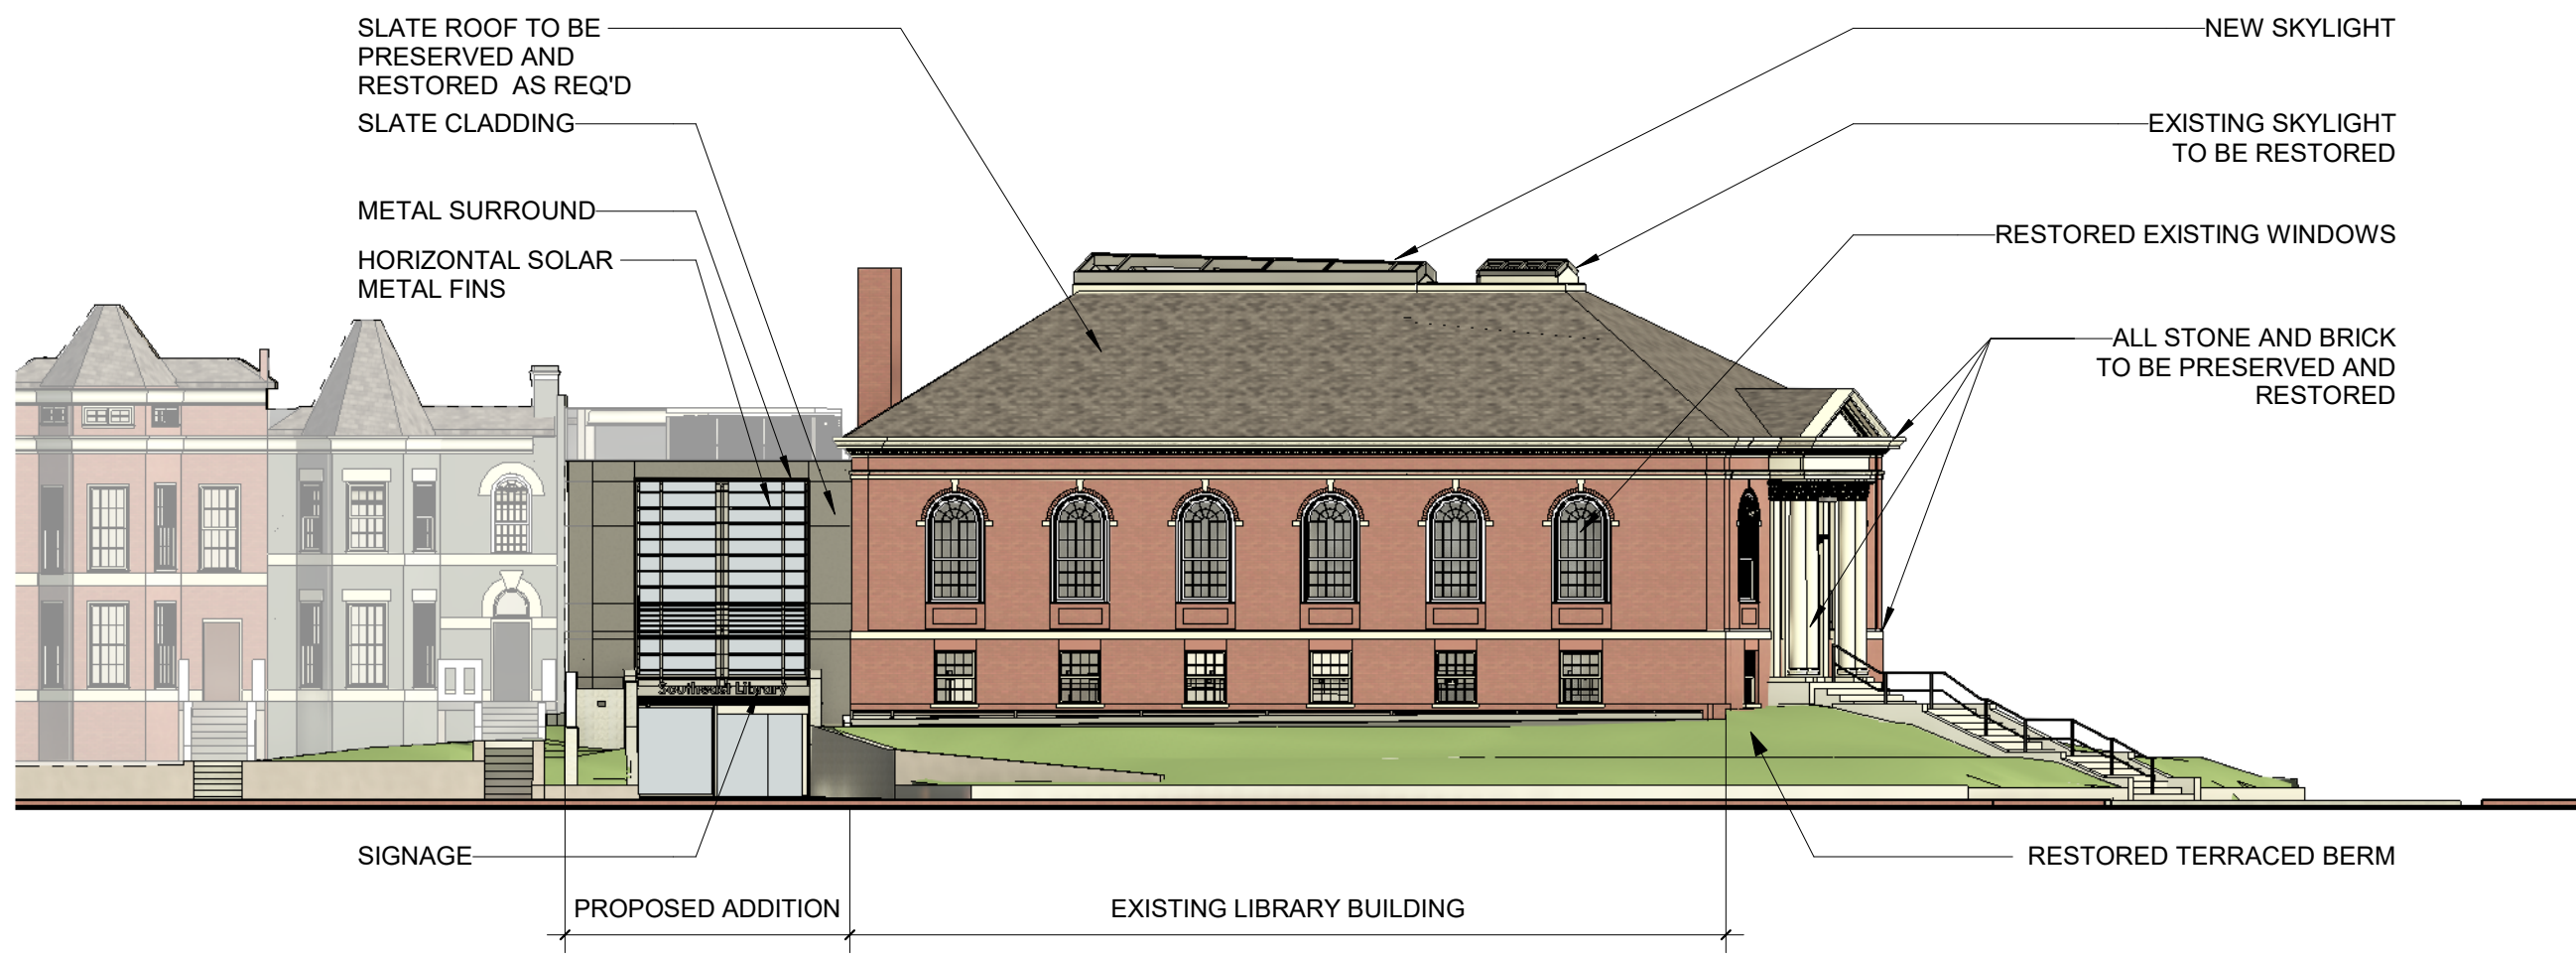 SLATE ROOF TO BE
PRESERVED AND
RESTORED AS REQ'D
SLATE CLADDING
METAL SURROUND
HORIZONTAL SOLAR
METAL FINS
NEW SKYLIGHT
EXISTING SKYLIGHT
TO BE RESTORED
RESTORED EXISTING WINDOWS
ALL STONE AND BRICK
TO BE PRESERVED AND
RESTORED
Southeast Library
SIGNAGE
RESTORED TERRACED BERM
PROPOSED ADDITION
EXISTING LIBRARY BUILDING